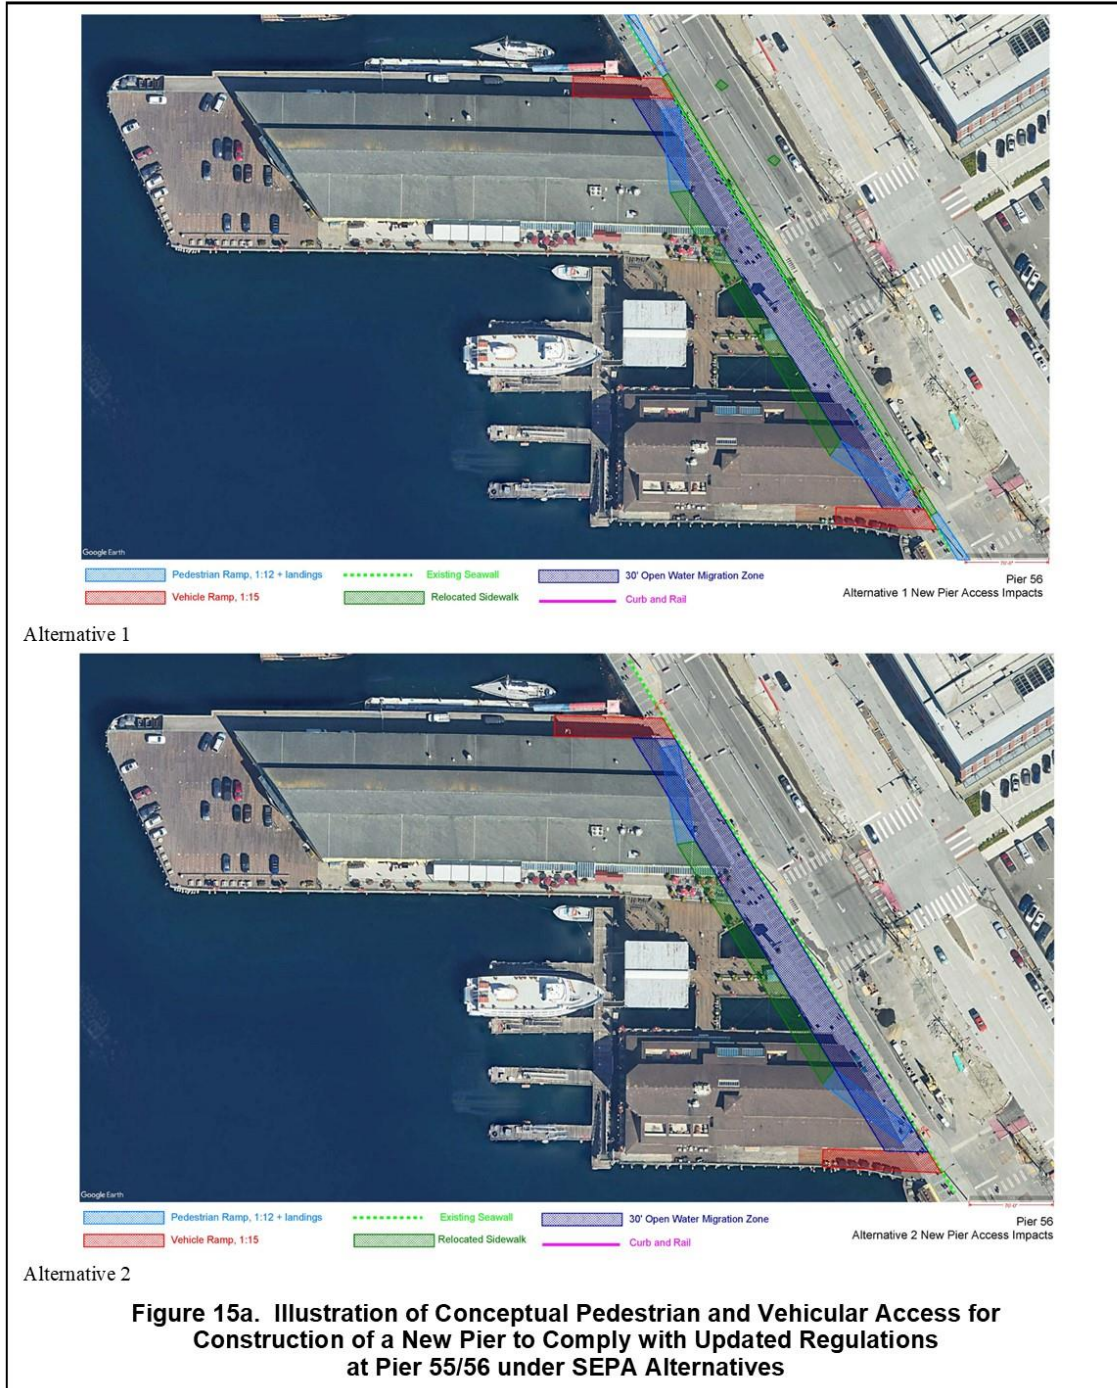 Google Earth
Pedestrian Ramp, 1:12 + landings
Existing Seawall
30' Open Water Migration Zone
Vehicle Ramp, 1:15
Relocated Sidewalk
Curb and Rail
Pier 56
Alternative 1 New Pier Access Impacts
Alternative 1
Google Earth
Pedestrian Ramp, 1:12 + landings
Existing Seawall
30' Open Water Migration Zone
Vehicle Ramp, 1:15
Relocated Sidewalk
Curb and Rail
Pier 56
Alternative 2 New Pier Access Impacts
Alternative 2
Figure 15a. Illustration of Conceptual Pedestrian and Vehicular Access for
Construction of a New Pier to Comply with Updated Regulations
at Pier 55/56 under SEPA Alternatives